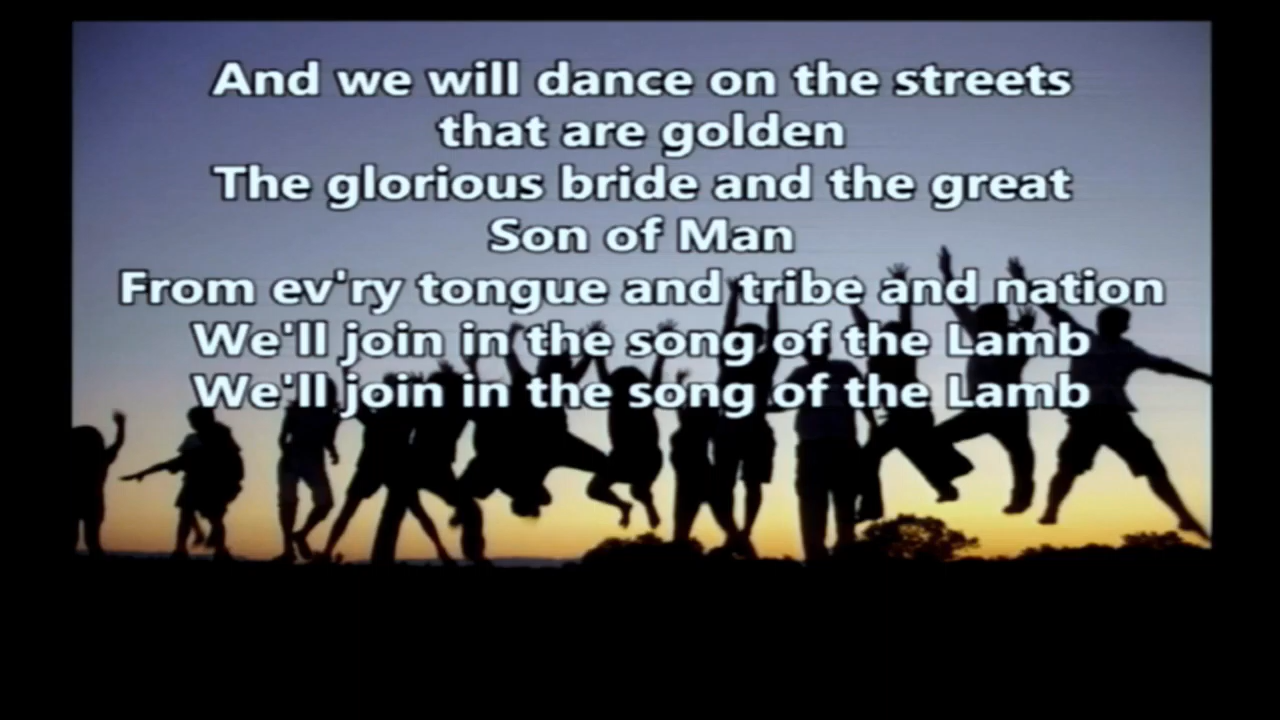 And we will dance on the streets
that are golden
The glorious bride and the great
Son of Man
From ev'ry tongue and tribe and nation
We'll join in the song of the Lamb
We'll join in the song of the Lamb